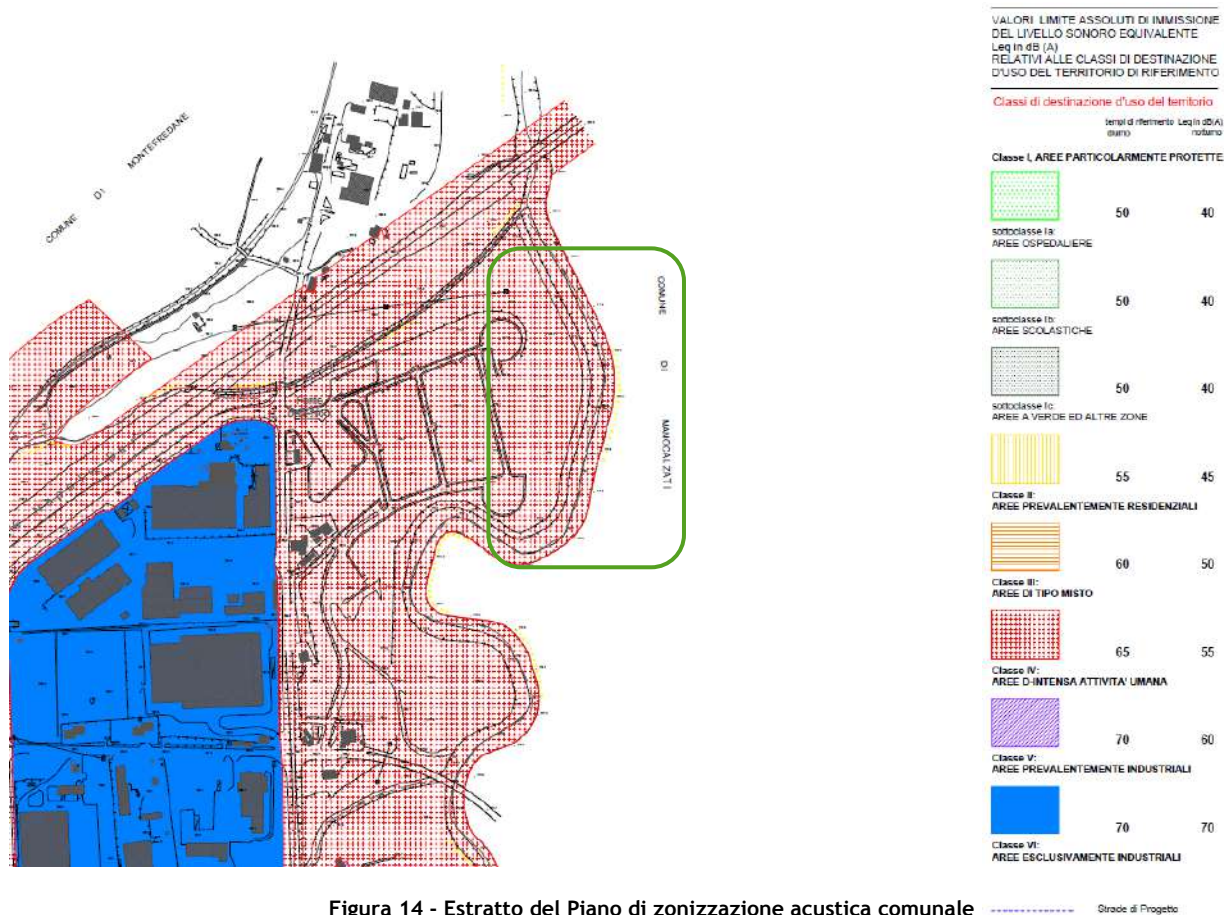 VALORI LIMITE ASSOLUTI DI IMMISSIONE
DEL LIVELLO SONORO EQUIVALENTE
Leq in dB (A)
RELATIVI ALLE CLASSI DI DESTINAZIONE
D'USO DEL TERRITORIO DI RIFERIMENTO
Classi di destinazione d'uso del territorio
tempi di riferimento Leq in dB(A)
diurno notturno
Classe I, AREE PARTICOLARMENTE PROTETTE
50 40
sottoclasse Ia:
AREE OSPEDALIERE
50 40
sottoclasse Ib:
AREE SCOLASTICHE
50 40
sottoclasse Ic:
AREE A VERDE ED ALTRE ZONE
55 45
Classe II:
AREE PREVALENTEMENTE RESIDENZIALI
60 50
Classe III:
AREE DI TIPO MISTO
65 55
Classe IV:
AREE D-INTENSA ATTIVITA' UMANA
70 60
Classe V:
AREE PREVALENTEMENTE INDUSTRIALI
70 70
Classe VI:
AREE ESCLUSIVAMENTE INDUSTRIALI
Strade di Progetto
COMUNE DI MONTEFREDANE
COMUNE DI MANOCALZATI
Figura 14 - Estratto del Piano di zonizzazione acustica comunale